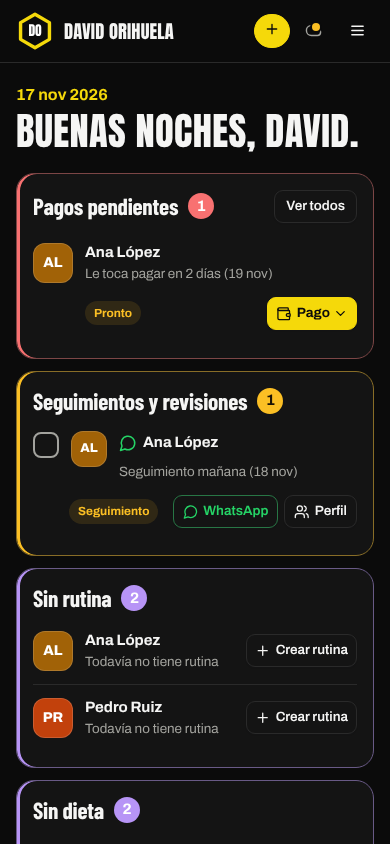 DO DAVID ORIHUELA
17 nov 2026
BUENAS NOCHES, DAVID.
Pagos pendientes 1 Ver todos
AL Ana López
Le toca pagar en 2 días (19 nov)
Pronto Pago
Seguimientos y revisiones 1
AL Ana López
Seguimiento mañana (18 nov)
Seguimiento WhatsApp Perfil
Sin rutina 2
AL Ana López
Todavía no tiene rutina
+ Crear rutina
PR Pedro Ruiz
Todavía no tiene rutina
+ Crear rutina
Sin dieta 2